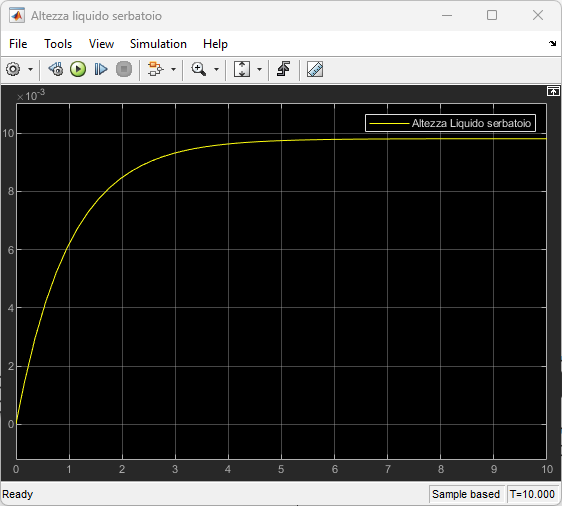 Altezza liquido serbatoio
File Tools View Simulation Help
×10-3
Altezza Liquido serbatoio
10
8
6
4
2
0
0 1 2 3 4 5 6 7 8 9 10
Ready Sample based T=10.000